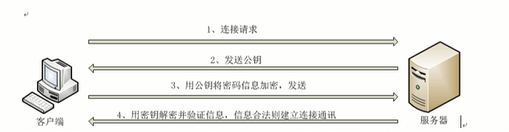 1、连接请求
2、发送公钥
3、用公钥将密码信息加密，发送
4、用密钥解密并验证信息，信息合法则建立连接通讯
客户端
服务器